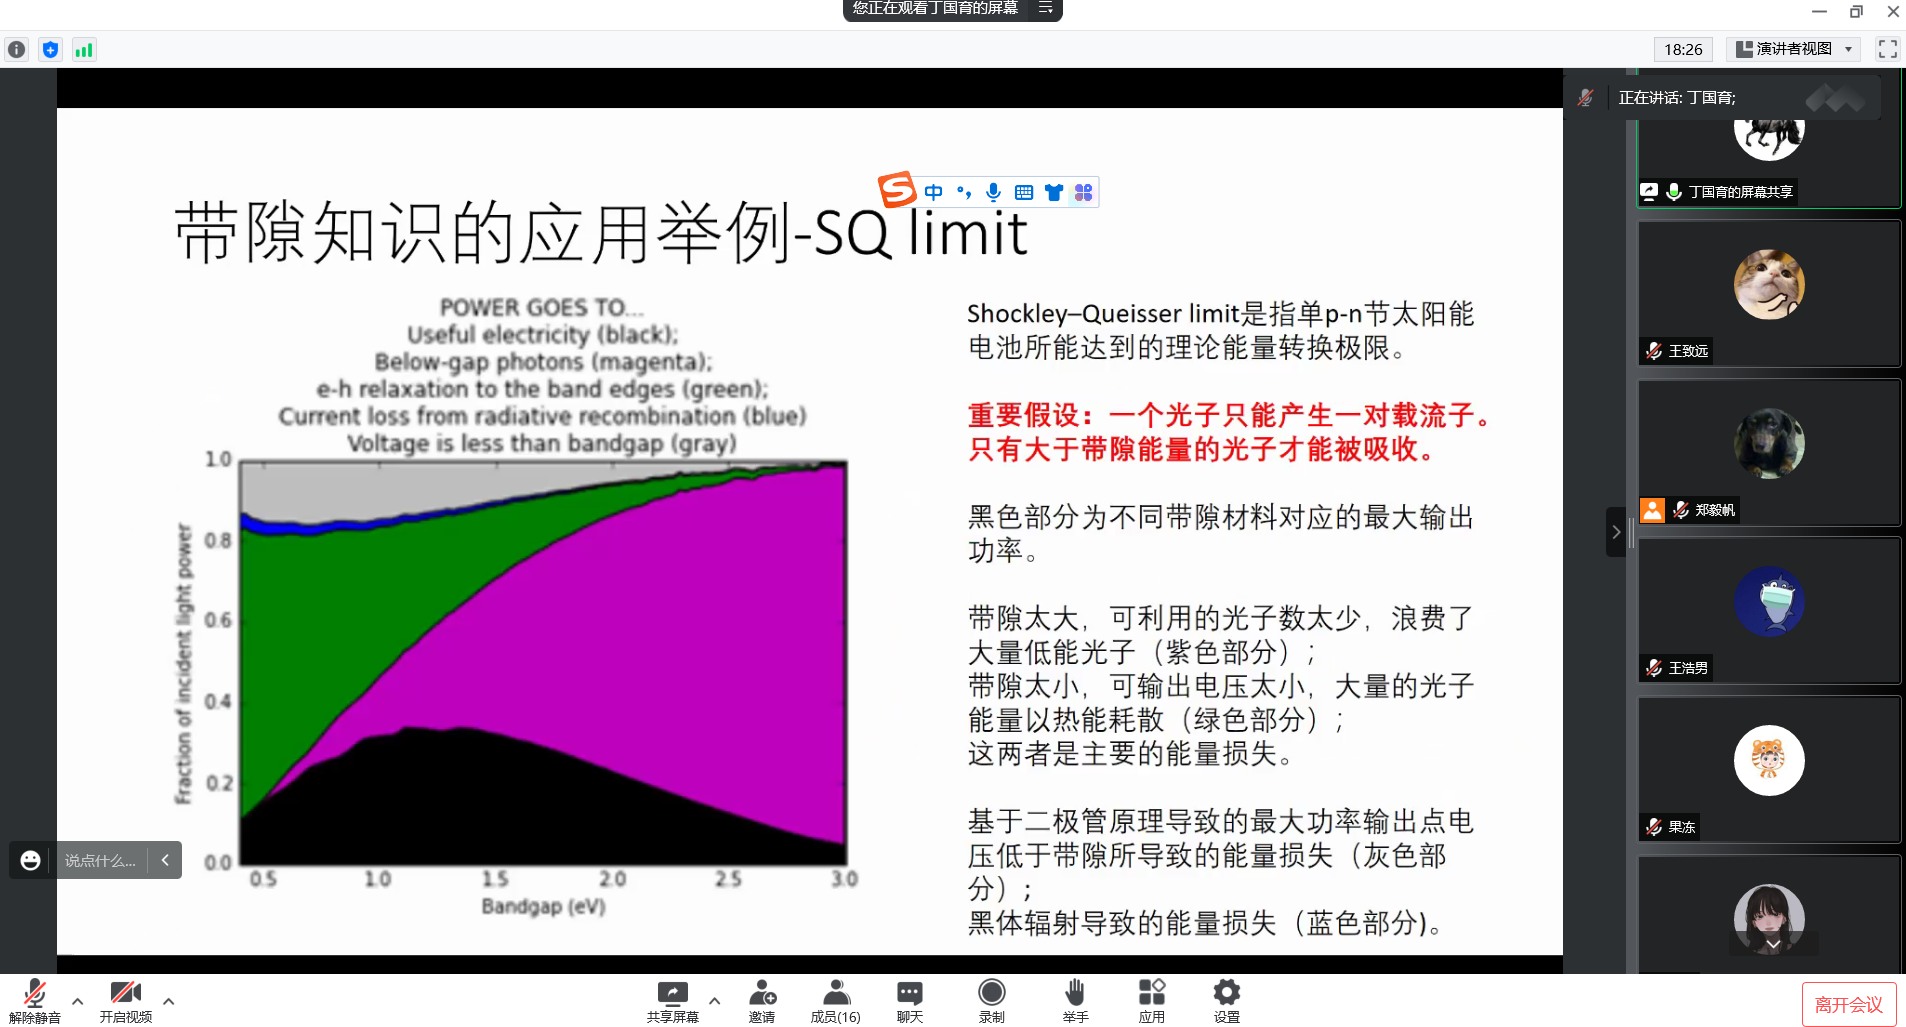 您正在观看丁国育的屏幕
18:26
演讲者视图
正在讲话: 丁国育;
丁国育的屏幕共享
中
带隙知识的应用举例-SQ limit
POWER GOES TO...
Useful electricity (black);
Below-gap photons (magenta);
e-h relaxation to the band edges (green);
Current loss from radiative recombination (blue)
Voltage is less than bandgap (gray)
Fraction of incident light power
1.0
0.8
0.6
0.4
0.2
0.0
0.5
1.0
1.5
2.0
2.5
3.0
Bandgap (eV)
Shockley–Queisser limit是指单p-n节太阳能
电池所能达到的理论能量转换极限。
重要假设：一个光子只能产生一对载流子。
只有大于带隙能量的光子才能被吸收。
黑色部分为不同带隙材料对应的最大输出
功率。
带隙太大，可利用的光子数太少，浪费了
大量低能光子（紫色部分）；
带隙太小，可输出电压太小，大量的光子
能量以热能耗散（绿色部分）；
这两者是主要的能量损失。
基于二极管原理导致的最大功率输出点电
压低于带隙所导致的能量损失（灰色部
分）；
黑体辐射导致的能量损失（蓝色部分)。
王致远
郑毅帆
王浩男
果冻
说点什么...
解除静音
开启视频
共享屏幕
邀请
成员(16)
聊天
录制
举手
应用
设置
离开会议